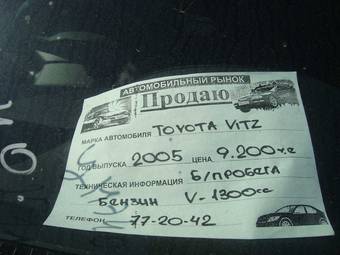 АВТОМОБИЛЬНЫЙ РЫНОК
Продаю
МАРКА АВТОМОБИЛЯ TOYOTA VITZ
ГОД ВЫПУСКА 2005 ЦЕНА 9.200 у.е
ТЕХНИЧЕСКАЯ ИНФОРМАЦИЯ Б/ПРОБЕГА
Бензин V-1300cc
ТЕЛЕФОН 77-20-42